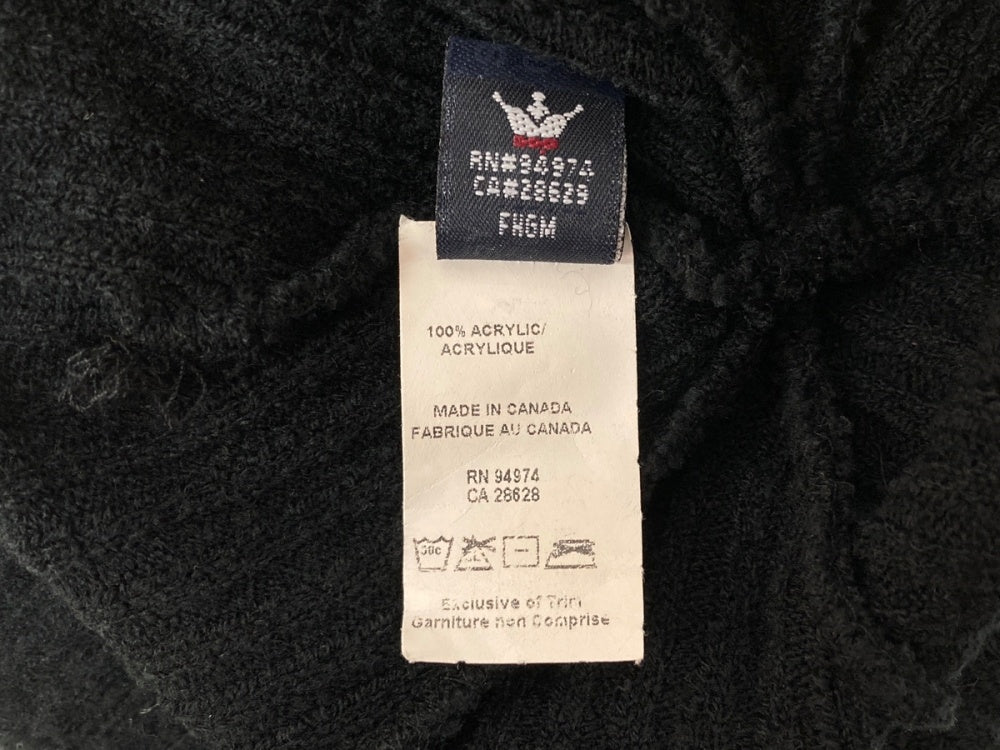 RN#94974
CA#28629
FHGM
100% ACRYLIC/
ACRYLIQUE
MADE IN CANADA
FABRIQUE AU CANADA
RN 94974
CA 28628
30c
Exclusive of Trim
Garniture non Comprise